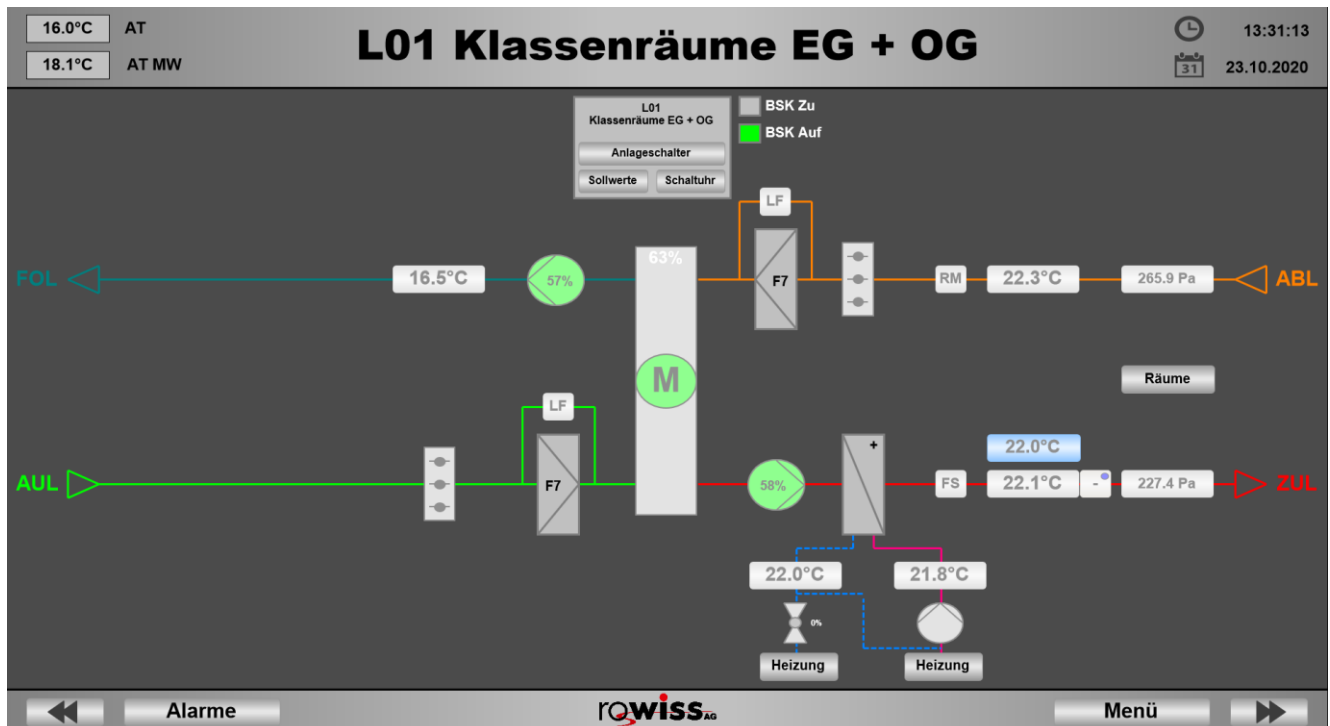 16.0°C AT
18.1°C AT MW
L01 Klassenräume EG + OG
13:31:13
31 23.10.2020
L01
Klassenräume EG + OG
Anlageschalter
Sollwerte Schaltuhr
BSK Zu
BSK Auf
LF
63%
FOL 16.5°C 57% F7 RM 22.3°C 265.9 Pa ABL
M
Räume
LF
22.0°C
AUL F7 58% + FS 22.1°C - 227.4 Pa ZUL
22.0°C 21.8°C
0%
Heizung Heizung
Alarme rowiss AG Menü